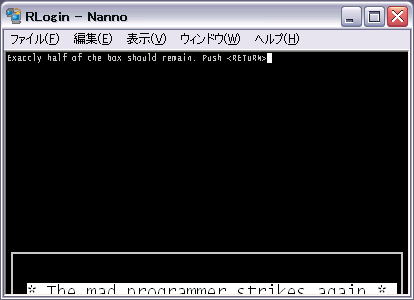 RLogin - Nanno
ファイル(F) 編集(E) 表示(V) ウィンドウ(W) ヘルプ(H)
Exactly half of the box should remain. Push <RETURN>
* The mad programmer strikes again *